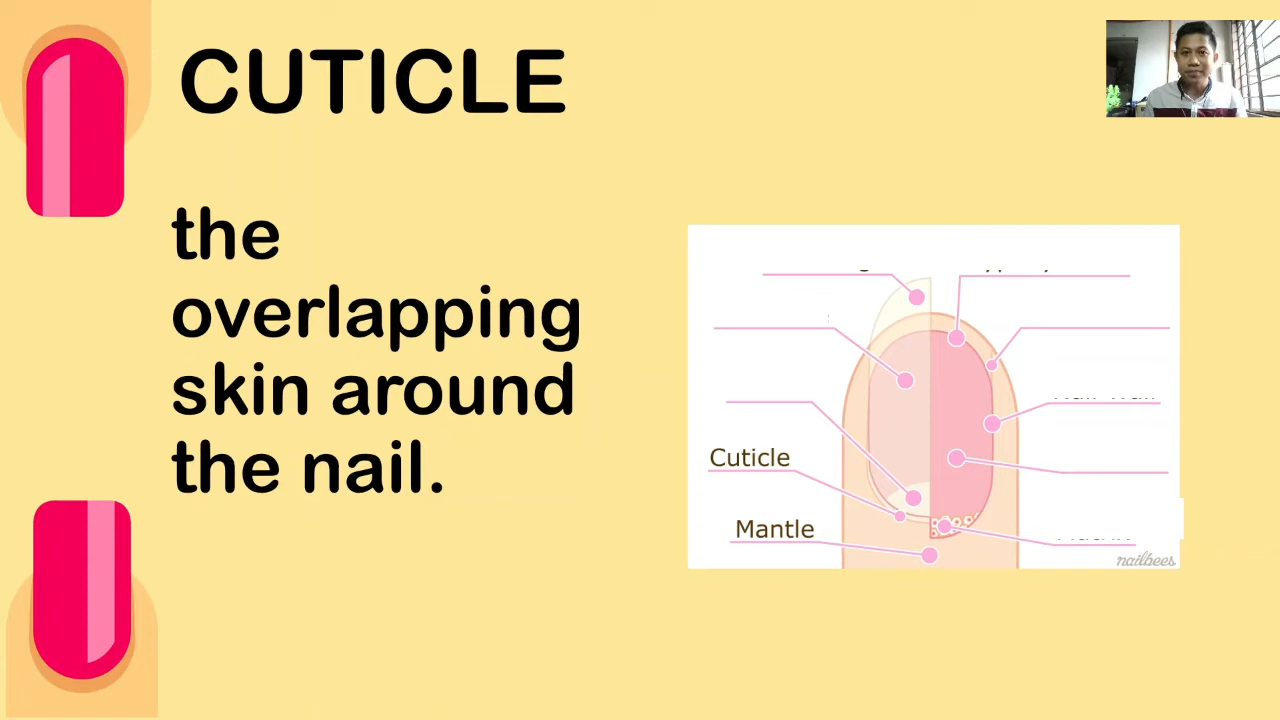 CUTICLE
the
overlapping
skin around
the nail.
Cuticle
Mantle
nailbees